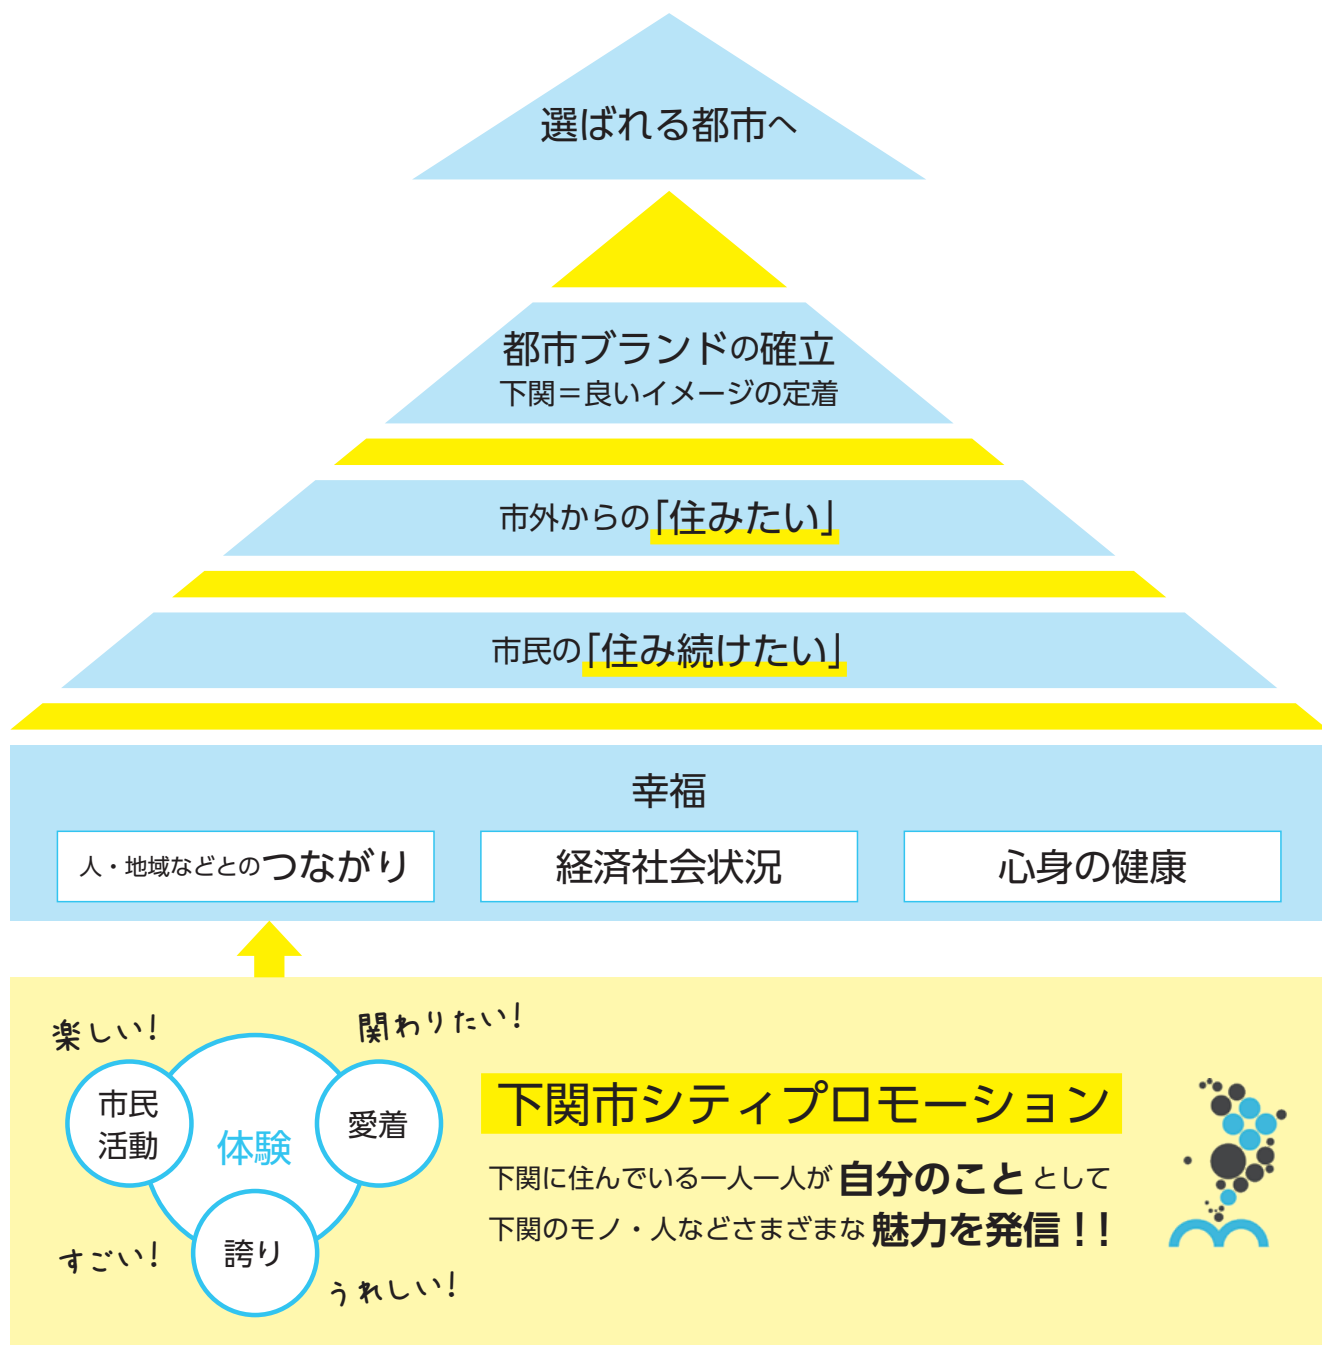 選ばれる都市へ
都市ブランドの確立
下関＝良いイメージの定着
市外からの「住みたい」
市民の「住み続けたい」
幸福
人・地域などとのつながり
経済社会状況
心身の健康
楽しい！
関わりたい！
市民
活動
体験
愛着
誇り
すごい！
うれしい！
下関市シティプロモーション
下関に住んでいる一人一人が自分のこととして
下関のモノ・人などさまざまな魅力を発信！！